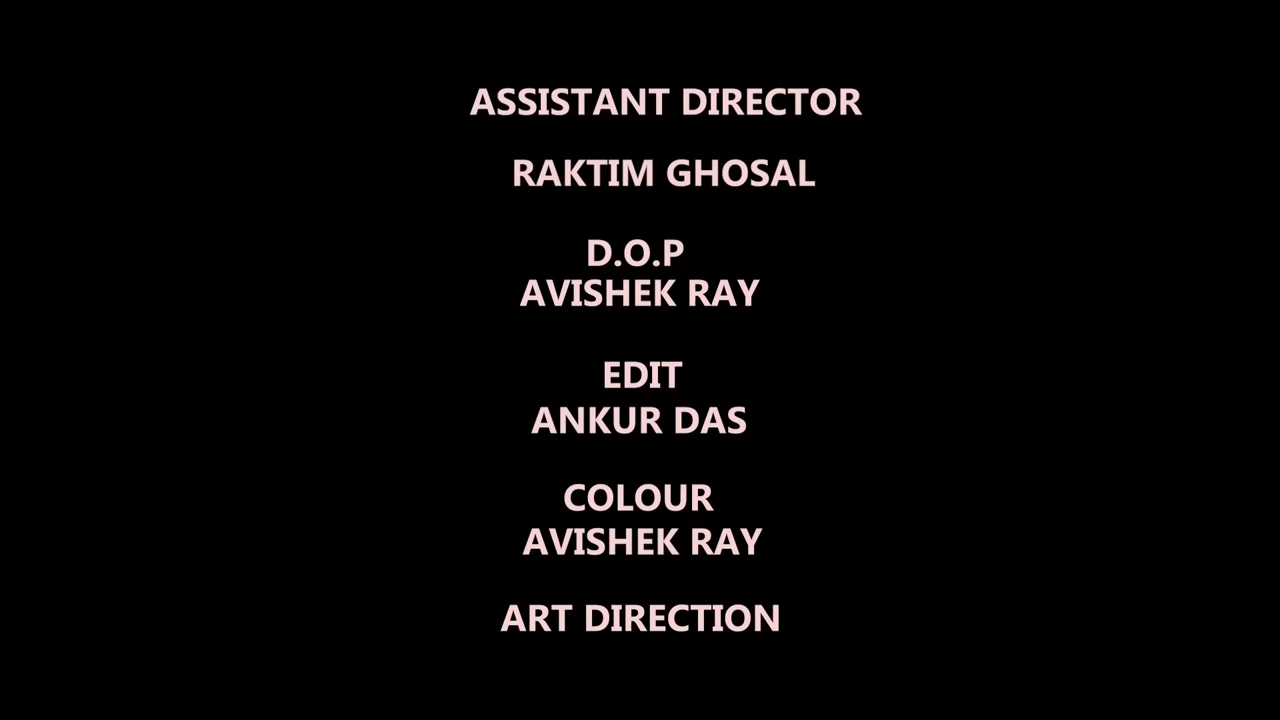 ASSISTANT DIRECTOR
RAKTIM GHOSAL
D.O.P
AVISHEK RAY
EDIT
ANKUR DAS
COLOUR
AVISHEK RAY
ART DIRECTION